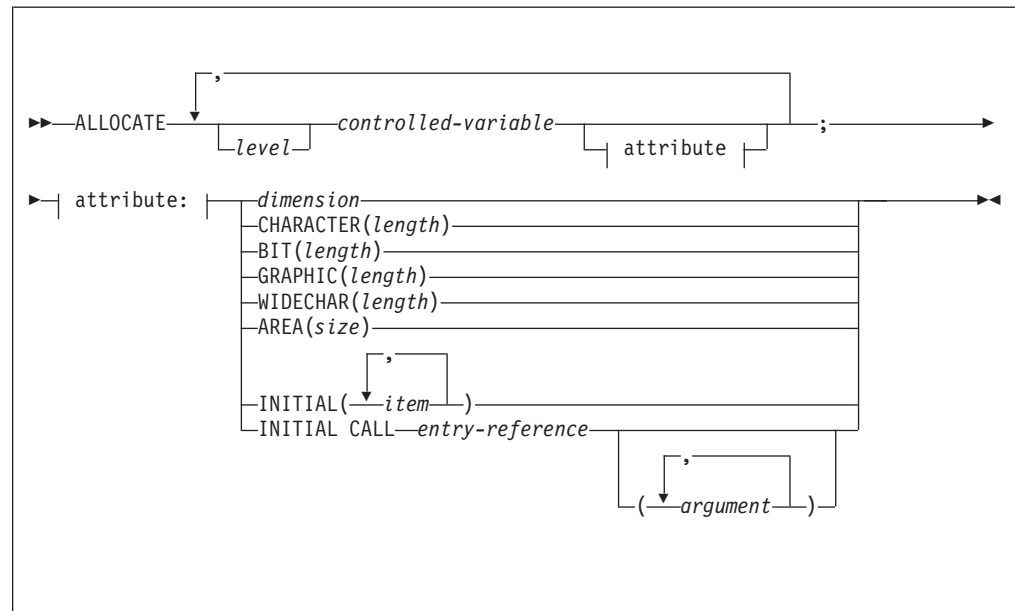 ,
ALLOCATE level controlled-variable attribute ;
attribute: dimension
CHARACTER(length)
BIT(length)
GRAPHIC(length)
WIDECHAR(length)
AREA(size)
,
INITIAL( item )
INITIAL CALL entry-reference
,
( argument )